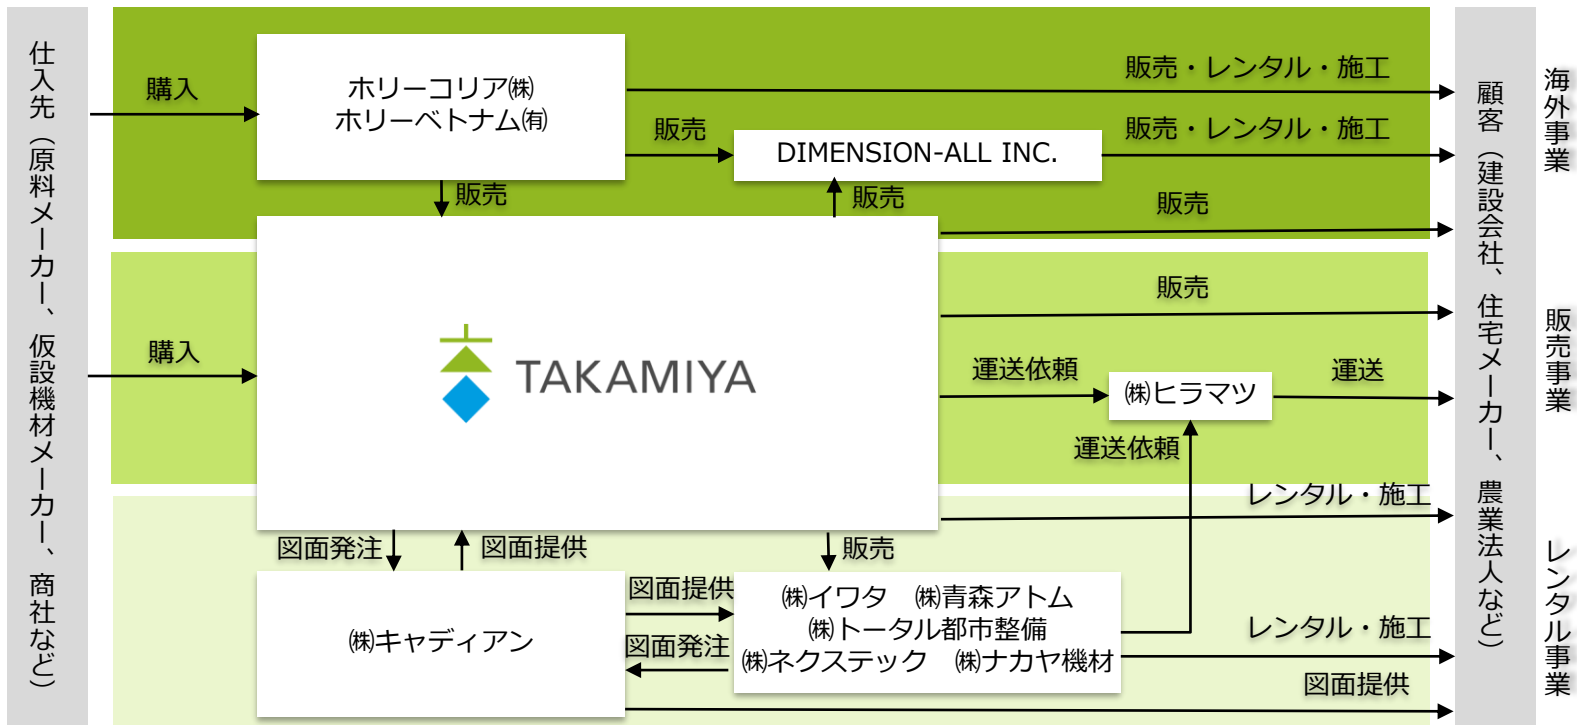 仕入先（原料メーカー、仮設機材メーカー、商社など）
購入
ホリーコリア㈱
ホリーベトナム㈲
販売・レンタル・施工
販売
DIMENSION-ALL INC.
販売・レンタル・施工
販売
販売
販売
海外事業
顧客（建設会社、住宅メーカー、農業法人など）
購入
TAKAMIYA
販売
運送依頼
㈱ヒラマツ
運送
運送依頼
販売事業
レンタル・施工
図面発注
図面提供
販売
㈱キャディアン
図面提供
図面発注
㈱イワタ　㈱青森アトム
㈱トータル都市整備
㈱ネクステック　㈱ナカヤ機材
レンタル・施工
図面提供
レンタル事業